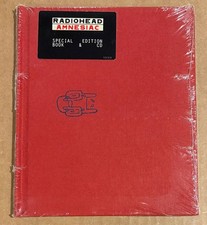 RADIOHEAD
AMNESIAC
SPECIAL EDITION
BOOK & CD